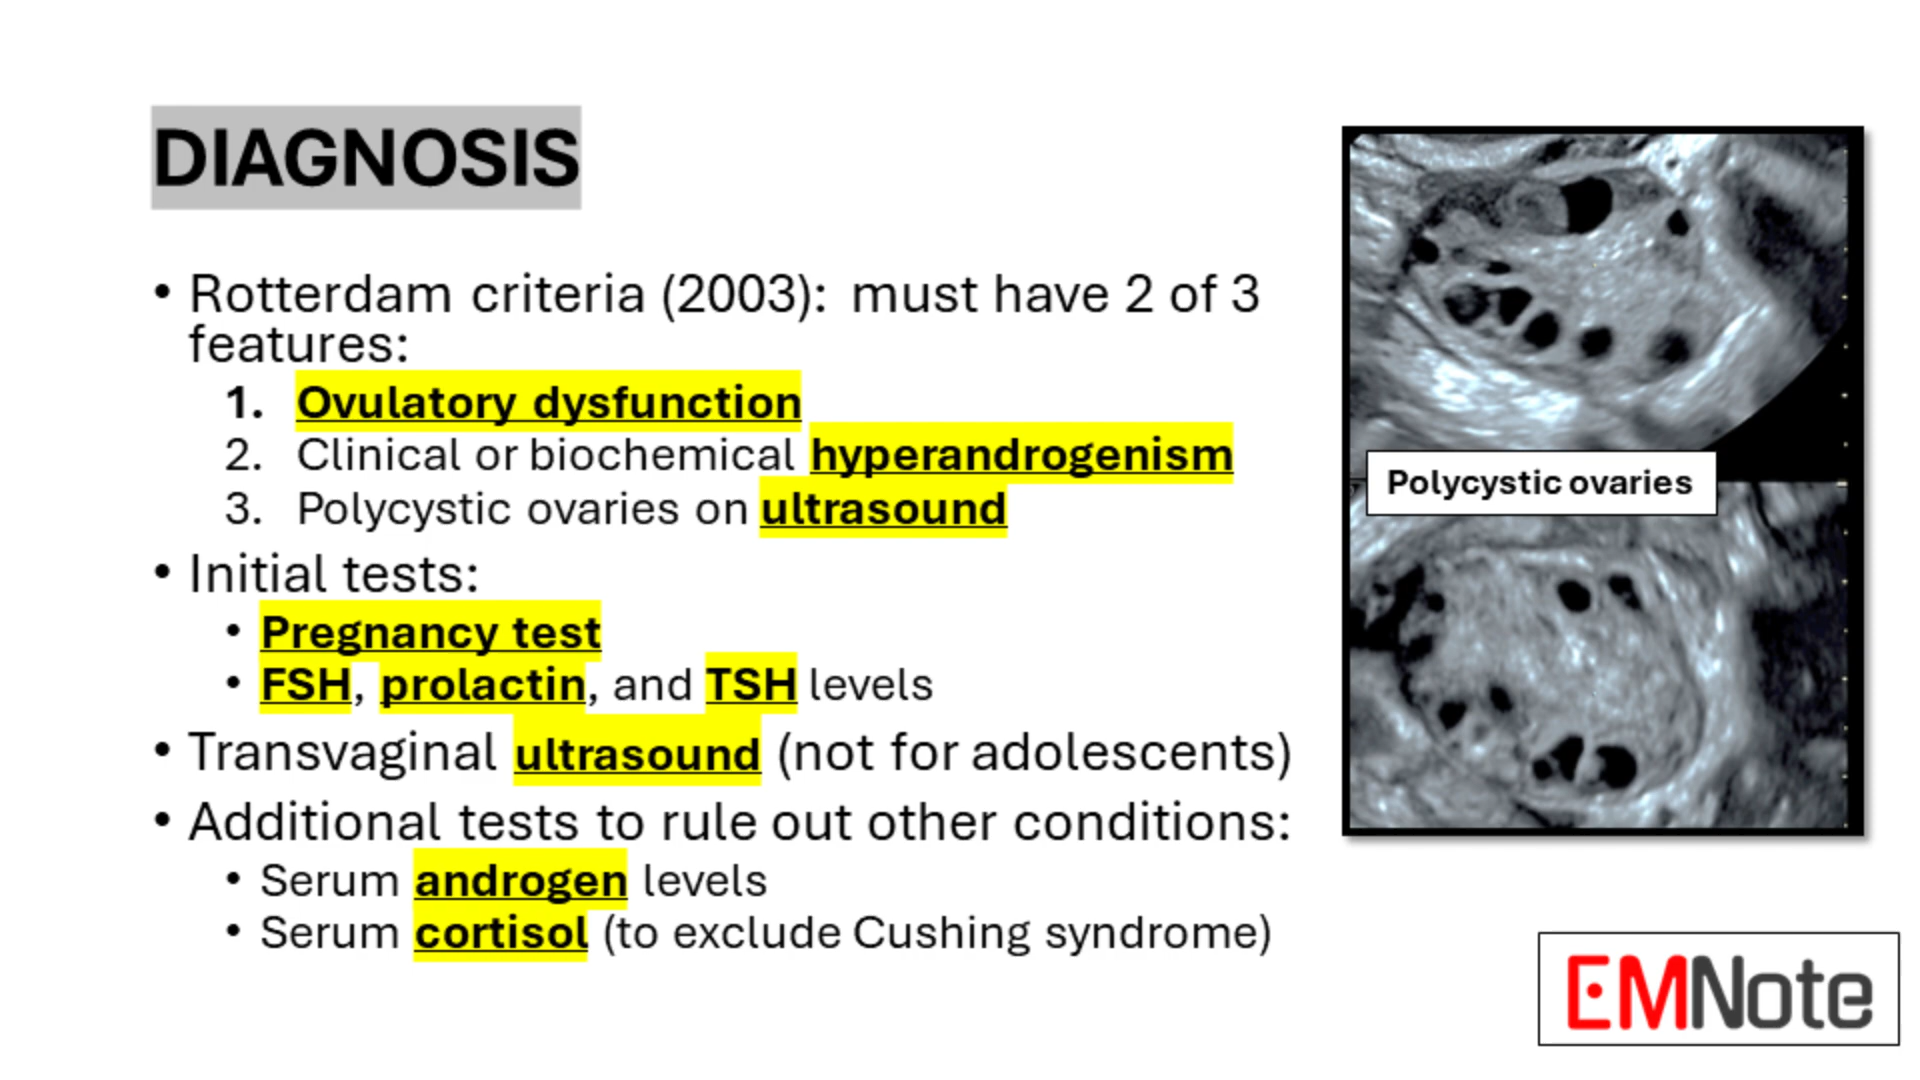 DIAGNOSIS
• Rotterdam criteria (2003): must have 2 of 3
features:
1. Ovulatory dysfunction
2. Clinical or biochemical hyperandrogenism
3. Polycystic ovaries on ultrasound
• Initial tests:
• Pregnancy test
• FSH, prolactin, and TSH levels
• Transvaginal ultrasound (not for adolescents)
• Additional tests to rule out other conditions:
• Serum androgen levels
• Serum cortisol (to exclude Cushing syndrome)
Polycystic ovaries
EMNote